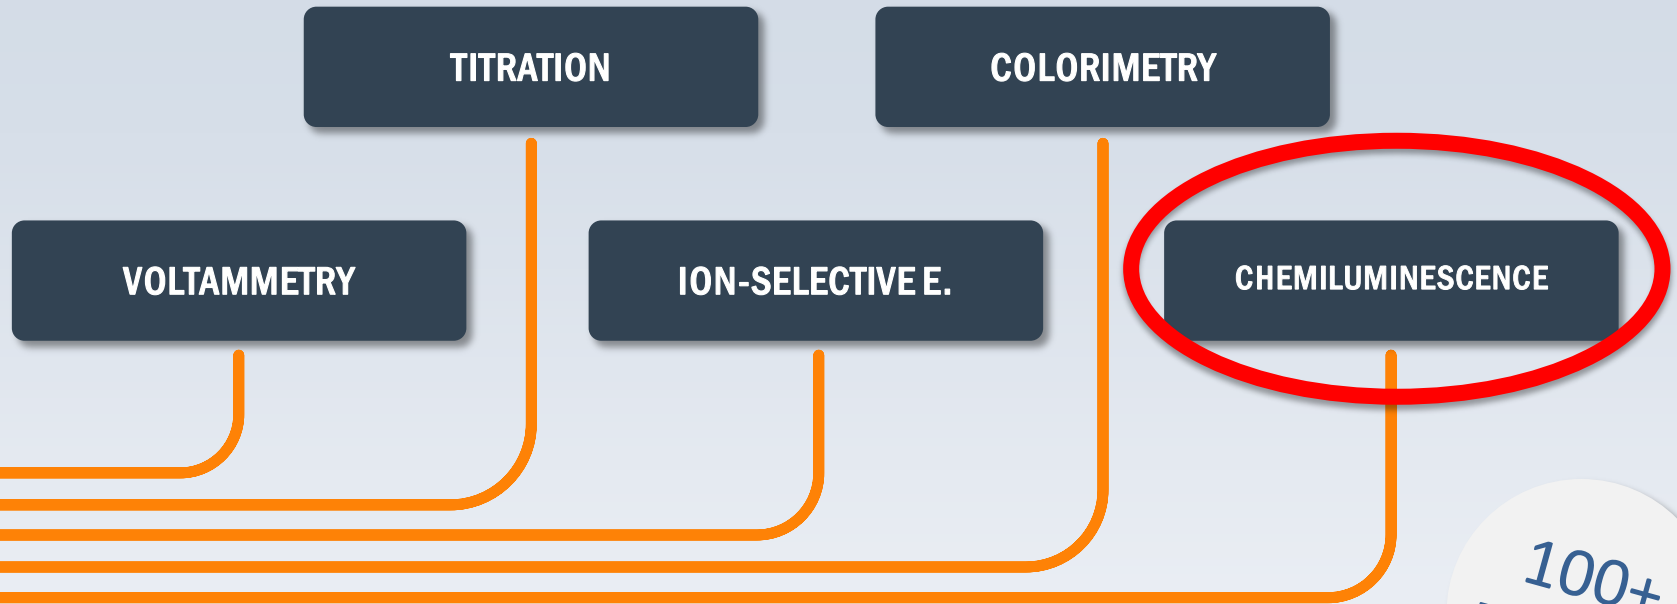 TITRATION
COLORIMETRY
VOLTAMMETRY
ION-SELECTIVE E.
CHEMILUMINESCENCE
100+